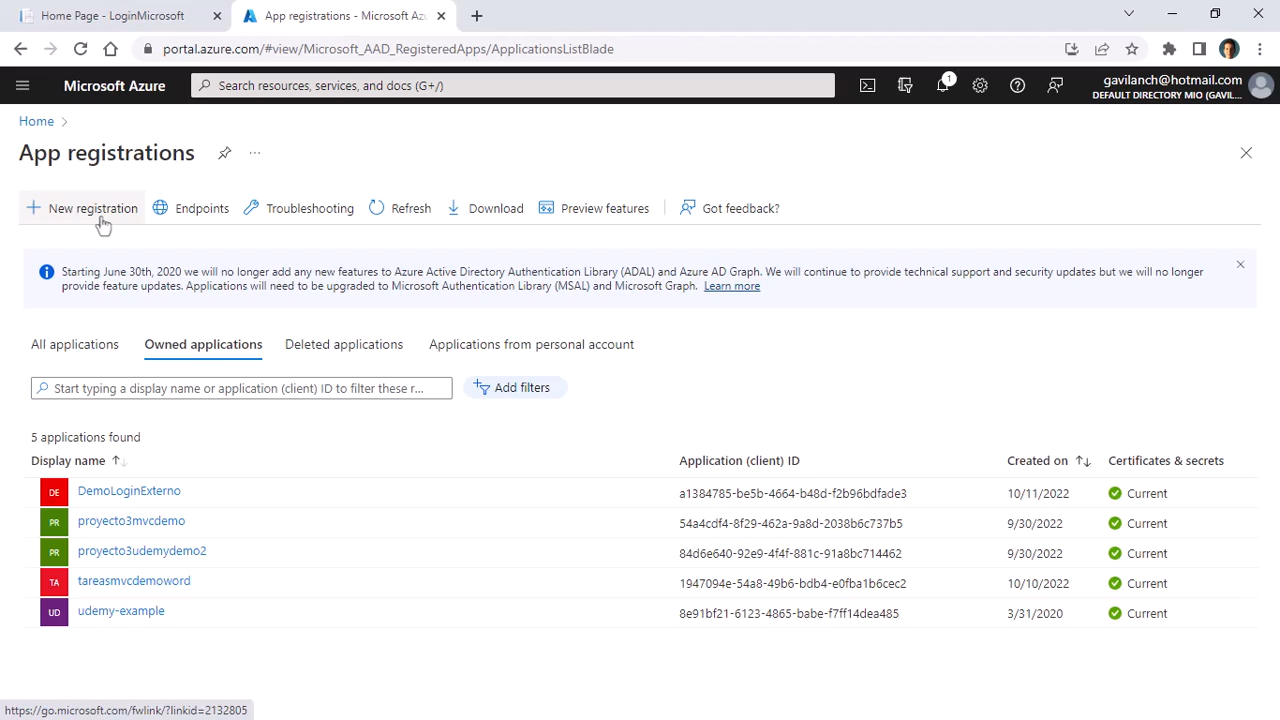 Home Page - LoginMicrosoft
App registrations - Microsoft Azu
portal.azure.com/#view/Microsoft_AAD_RegisteredApps/ApplicationsListBlade
Microsoft Azure
Search resources, services, and docs (G+/)
1
gavilanch@hotmail.com
DEFAULT DIRECTORY MIO (GAVIL...
Home
App registrations
New registration
Endpoints
Troubleshooting
Refresh
Download
Preview features
Got feedback?
Starting June 30th, 2020 we will no longer add any new features to Azure Active Directory Authentication Library (ADAL) and Azure AD Graph. We will continue to provide technical support and security updates but we will no longer
provide feature updates. Applications will need to be upgraded to Microsoft Authentication Library (MSAL) and Microsoft Graph. Learn more
All applications
Owned applications
Deleted applications
Applications from personal account
Start typing a display name or application (client) ID to filter these r...
Add filters
5 applications found
Display name
Application (client) ID
Created on
Certificates & secrets
DE DemoLoginExterno a1384785-be5b-4664-b48d-f2b96bdfade3 10/11/2022 Current
PR proyecto3mvcdemo 54a4cdf4-8f29-462a-9a8d-2038b6c737b5 9/30/2022 Current
PR proyecto3udemydemo2 84d6e640-92e9-4f4f-881c-91a8bc714462 9/30/2022 Current
TA tareasmvcdemoword 1947094e-54a8-49b6-bdb4-e0fba1b6cec2 10/10/2022 Current
UD udemy-example 8e91bf21-6123-4865-babe-f7ff14dea485 3/31/2020 Current
https://go.microsoft.com/fwlink/?linkid=2132805